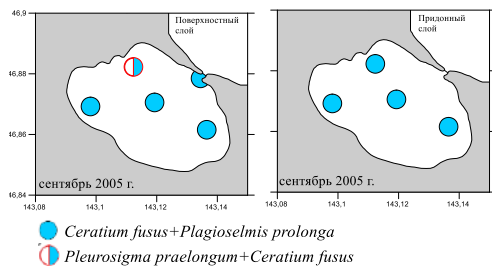 46,9
46,88
46,86
46,84
Поверхностный
слой
сентябрь 2005 г.
143,08 143,1 143,12 143,14
Придонный
слой
сентябрь 2005 г.
143,08 143,1 143,12 143,14
Ceratium fusus+Plagioselmis prolonga
Pleurosigma praelongum+Ceratium fusus